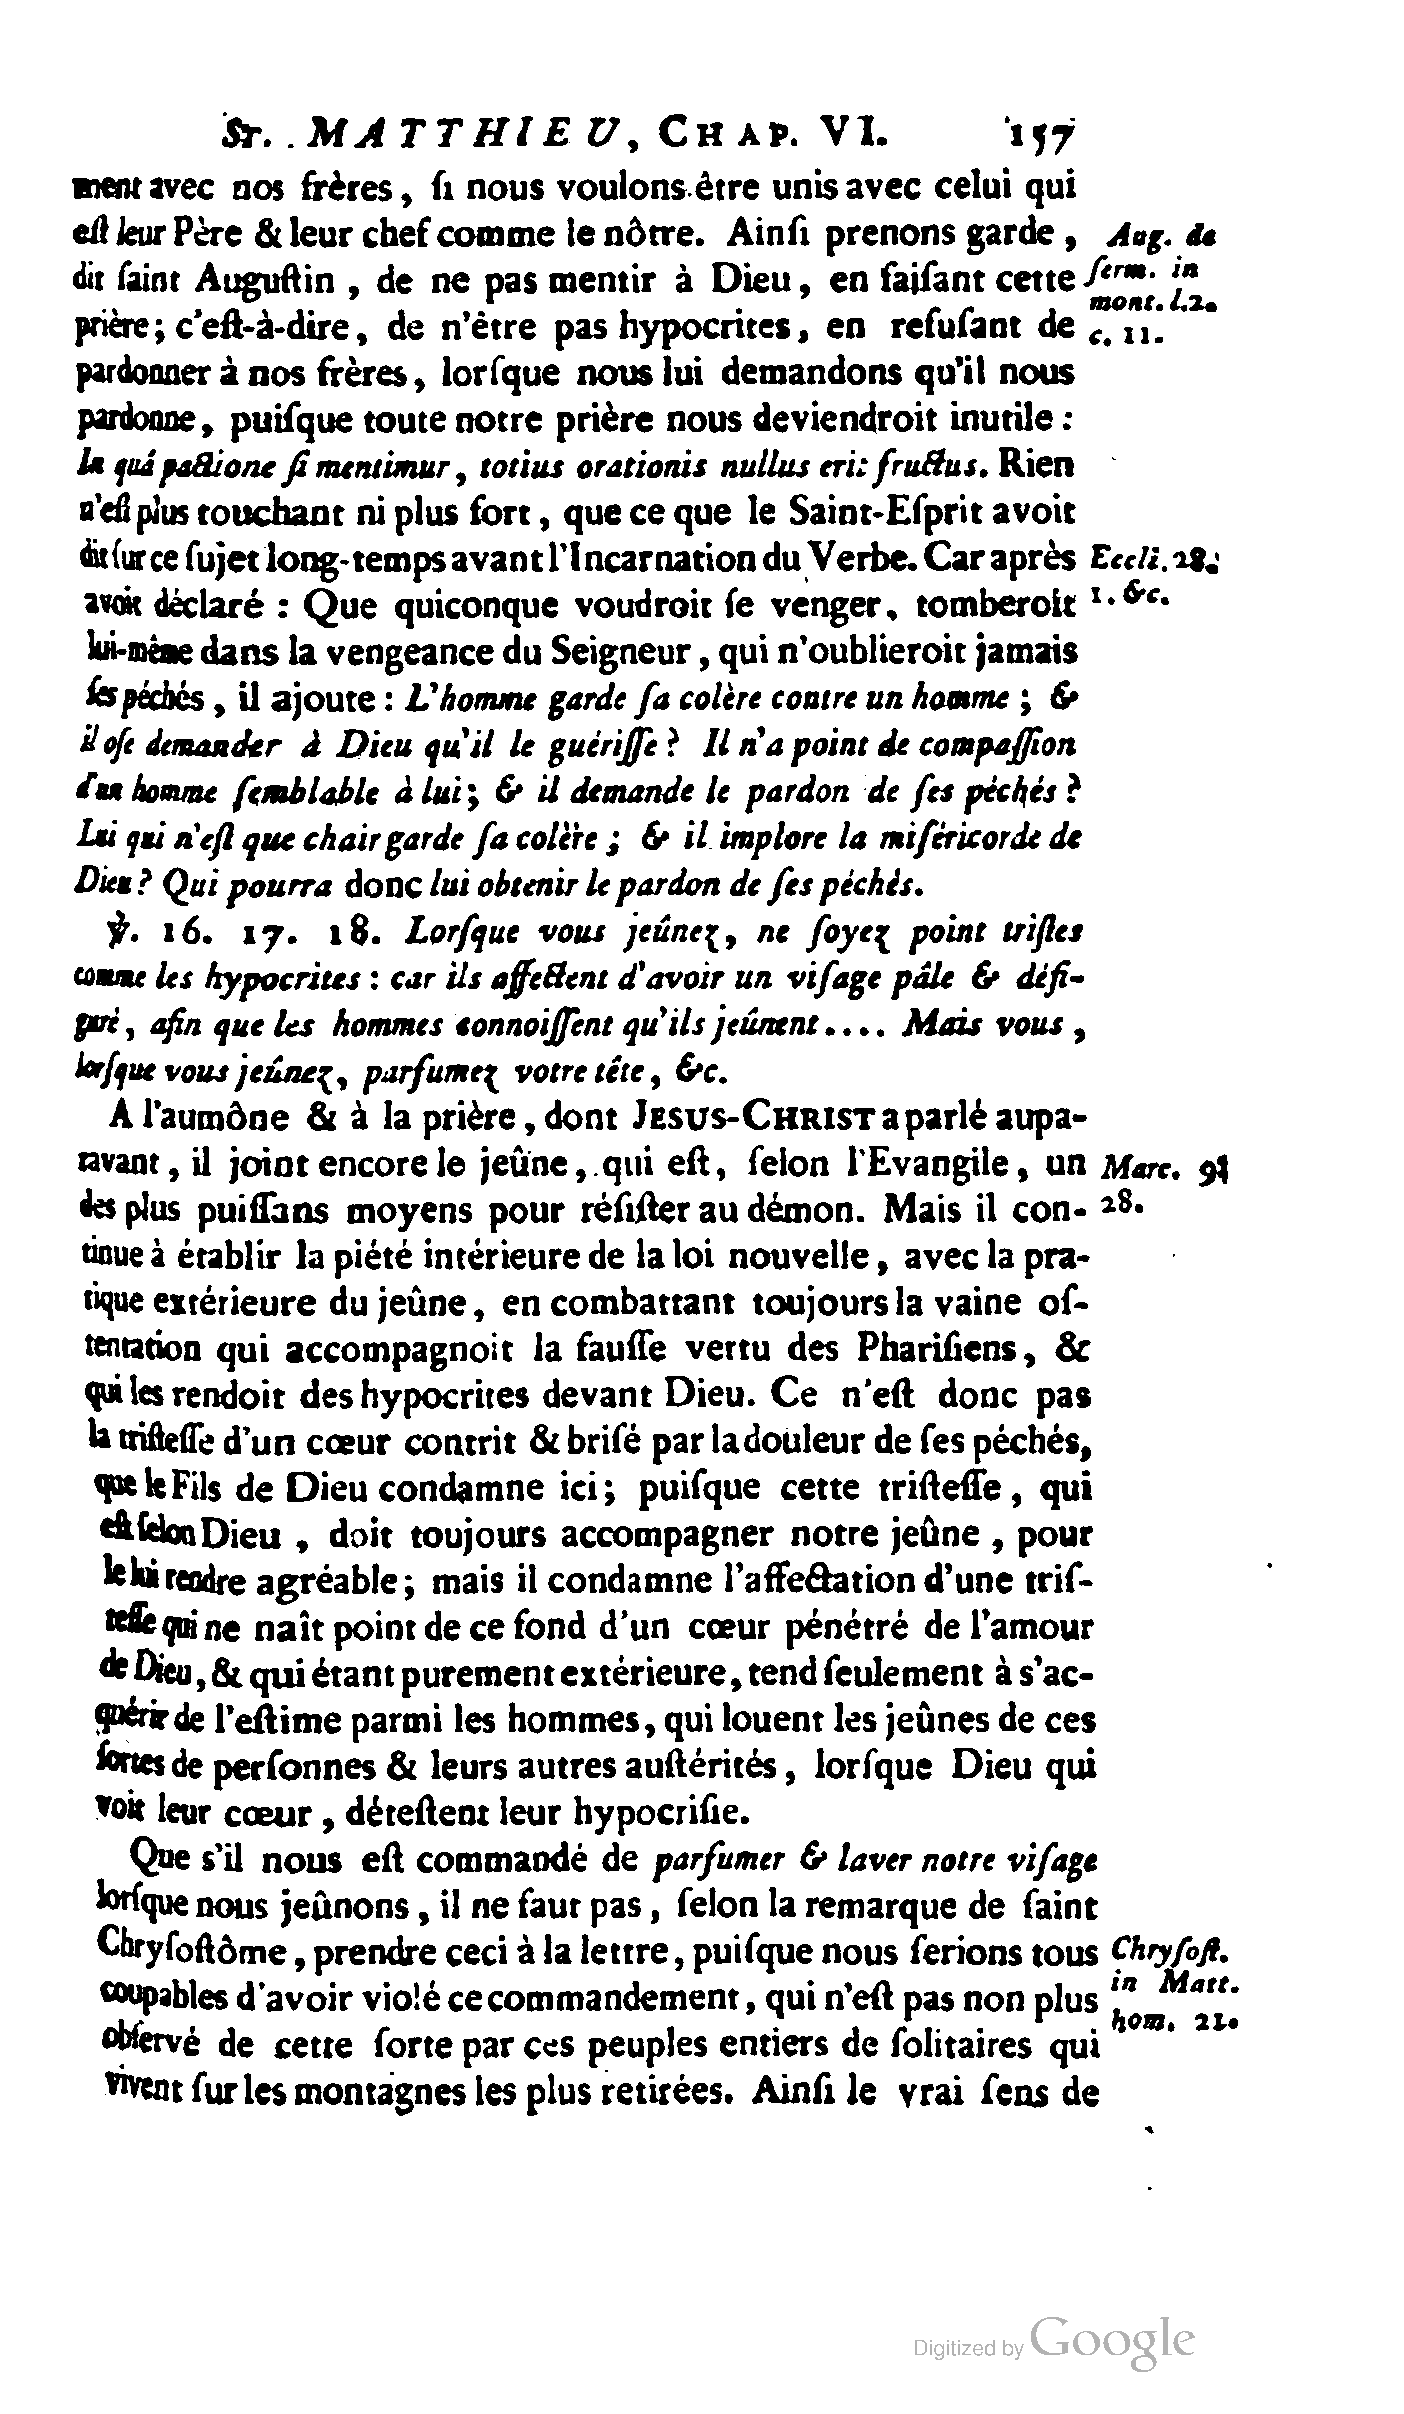 St. MATTHIEU, CHAP. VI. 157
ment avec nos frères, ſi nous voulons être unis avec celui qui
eſt leur Père & leur chef comme le nôtre. Ainſi prenons garde,
Aug. de
dit ſaint Auguſtin, de ne pas mentir à Dieu, en faiſant cette
ſerm. in
mont. l.2.
prière; c'eſt-à-dire, de n'être pas hypocrites, en refuſant de
c. 11.
pardonner à nos frères, lorſque nous lui demandons qu'il nous
pardonne, puiſque toute notre prière nous deviendroit inutile :
In quâ pactione ſi mentimur, totius orationis nullus erit fructus. Rien
n'eſt plus touchant ni plus fort, que ce que le Saint-Eſprit avoit
dit ſur ce ſujet long-temps avant l'Incarnation du Verbe. Car après
Eccli. 28.
avoir déclaré : Que quiconque voudroit ſe venger, tomberoit
1. &c.
lui-même dans la vengeance du Seigneur, qui n'oublieroit jamais
ſes péchés, il ajoute : L'homme garde ſa colère contre un homme ; &
il oſe demander à Dieu qu'il le guériſſe ? Il n'a point de compaſſion
d'un homme ſemblable à lui; & il demande le pardon de ſes péchés ?
Lui qui n'eſt que chair garde ſa colère ; & il implore la miſéricorde de
Dieu ? Qui pourra donc lui obtenir le pardon de ſes péchés.
℣. 16. 17. 18. Lorſque vous jeûnez, ne ſoyez point triſtes
comme les hypocrites : car ils affectent d'avoir un viſage pâle & défi-
guré, afin que les hommes connoiſſent qu'ils jeûnent.... Mais vous,
lorſque vous jeûnez, parfumez votre tête, &c.
A l'aumône & à la prière, dont JESUS-CHRIST a parlé aupa-
ravant, il joint encore le jeûne, qui eſt, ſelon l'Evangile, un
Marc. 9.
des plus puiſſans moyens pour réſiſter au démon. Mais il con-
28.
tinue à établir la piété intérieure de la loi nouvelle, avec la pra-
tique extérieure du jeûne, en combattant toujours la vaine oſ-
tentation qui accompagnoit la fauſſe vertu des Phariſiens, &
qui les rendoit des hypocrites devant Dieu. Ce n'eſt donc pas
la triſteſſe d'un cœur contrit & briſé par la douleur de ſes péchés,
que le Fils de Dieu condamne ici; puiſque cette triſteſſe, qui
eſt ſelon Dieu, doit toujours accompagner notre jeûne, pour
le lui rendre agréable; mais il condamne l'affectation d'une triſ-
teſſe qui ne naît point de ce fond d'un cœur pénétré de l'amour
de Dieu, & qui étant purement extérieure, tend ſeulement à s'ac-
quérir de l'eſtime parmi les hommes, qui louent les jeûnes de ces
ſortes de perſonnes & leurs autres auſtérités, lorſque Dieu qui
voit leur cœur, déteſtent leur hypocriſie.
Que s'il nous eſt commandé de parfumer & laver notre viſage
lorſque nous jeûnons, il ne faut pas, ſelon la remarque de ſaint
Chryſoſtôme, prendre ceci à la lettre, puiſque nous ſerions tous
Chryſoſt.
coupables d'avoir violé ce commandement, qui n'eſt pas non plus
in Matt.
hom. 21.
obſervé de cette ſorte par ces peuples entiers de ſolitaires qui
vivent ſur les montagnes les plus retirées. Ainſi le vrai ſens de
Digitized by Google